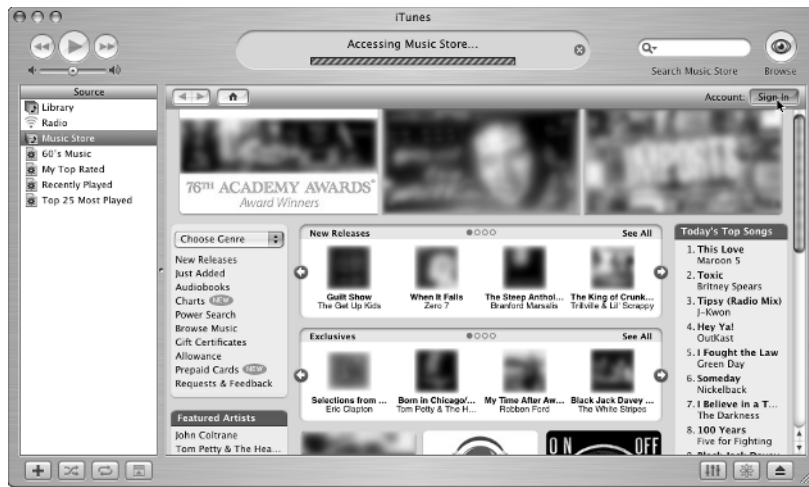 iTunes
Accessing Music Store...
Search Music Store
Browse
Source
Library
Radio
Music Store
60's Music
My Top Rated
Recently Played
Top 25 Most Played
Account: Sign In
76TH ACADEMY AWARDS®
Award Winners
Choose Genre
New Releases
Just Added
Audiobooks
Charts NEW
Power Search
Browse Music
Gift Certificates
Allowance
Prepaid Cards NEW
Requests & Feedback
Featured Artists
John Coltrane
Tom Petty & The Hea...
New Releases
See All
Guilt Show
The Get Up Kids
When It Falls
Zero 7
The Steep Anthol...
Branford Marsalis
The King of Crunk...
Trillville & Lil' Scrappy
Exclusives
See All
Selections from ...
Eric Clapton
Born in Chicago/...
Tom Petty & The H...
My Time After Aw...
Robben Ford
Black Jack Davey ...
The White Stripes
ON OFF
Today's Top Songs
1. This Love
Maroon 5
2. Toxic
Britney Spears
3. Tipsy (Radio Mix)
J-Kwon
4. Hey Ya!
OutKast
5. I Fought the Law
Green Day
6. Someday
Nickelback
7. I Believe in a T...
The Darkness
8. 100 Years
Five for Fighting